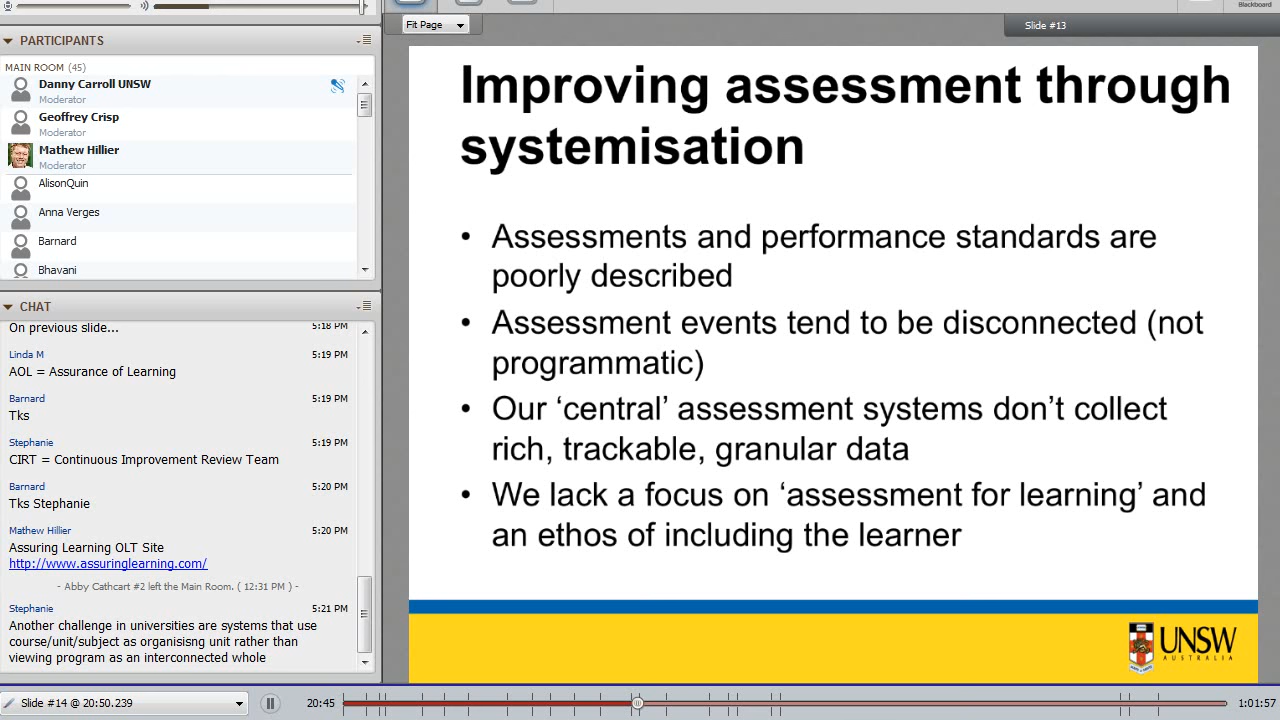 Blackboard
Fit Page
Slide #13
PARTICIPANTS
MAIN ROOM (45)
Danny Carroll UNSW
Moderator
Geoffrey Crisp
Moderator
Mathew Hillier
Moderator
AlisonQuin
Anna Verges
Barnard
Bhavani
CHAT
On previous slide... 5:18 PM
Linda M 5:19 PM
AOL = Assurance of Learning
Barnard 5:19 PM
Tks
Stephanie 5:19 PM
CIRT = Continuous Improvement Review Team
Barnard 5:20 PM
Tks Stephanie
Mathew Hillier 5:20 PM
Assuring Learning OLT Site
http://www.assuringlearning.com/
- Abby Cathcart #2 left the Main Room. ( 12:31 PM ) -
Stephanie 5:21 PM
Another challenge in universities are systems that use
course/unit/subject as organisisng unit rather than
viewing program as an interconnected whole
Improving assessment through
systemisation
• Assessments and performance standards are
poorly described
• Assessment events tend to be disconnected (not
programmatic)
• Our ‘central’ assessment systems don’t collect
rich, trackable, granular data
• We lack a focus on ‘assessment for learning’ and
an ethos of including the learner
UNSW
AUSTRALIA
Slide #14 @ 20:50.239
20:45
1:01:57